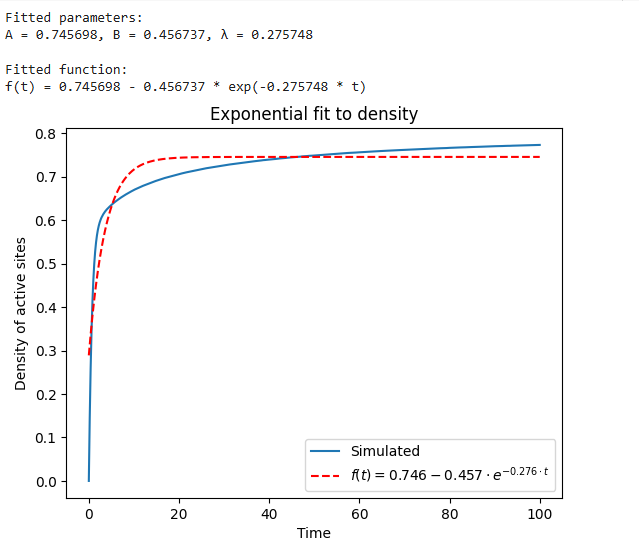 Fitted parameters:
A = 0.745698, B = 0.456737, λ = 0.275748
Fitted function:
f(t) = 0.745698 - 0.456737 * exp(-0.275748 * t)
Exponential fit to density
0.8
0.7
0.6
0.5
0.4
0.3
0.2
0.1
0.0
Density of active sites
Simulated
f(t) = 0.746 − 0.457 · e^{−0.276 · t}
0 20 40 60 80 100
Time